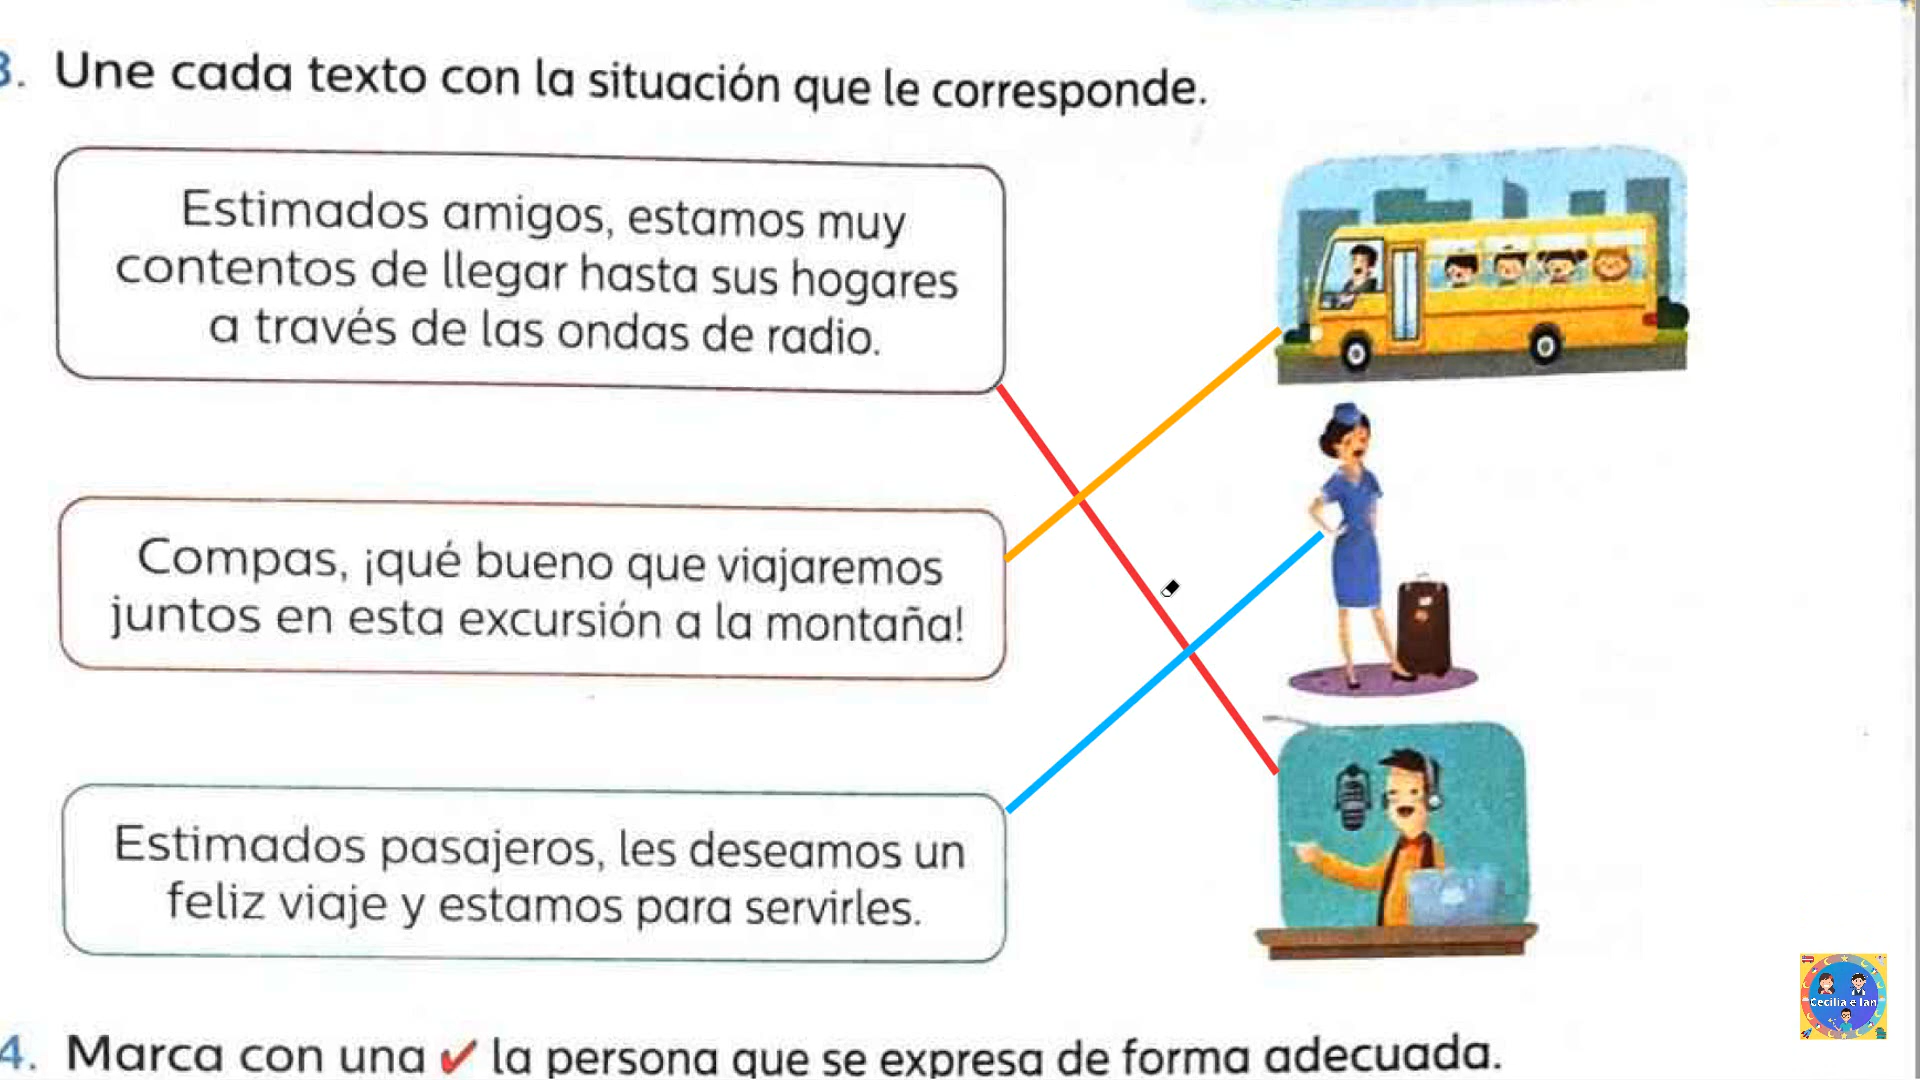 3. Une cada texto con la situación que le corresponde.
Estimados amigos, estamos muy
contentos de llegar hasta sus hogares
a través de las ondas de radio.
Compas, ¡qué bueno que viajaremos
juntos en esta excursión a la montaña!
Estimados pasajeros, les deseamos un
feliz viaje y estamos para servirles.
Cecilia e Ian
4. Marca con una ✓ la persona que se expresa de forma adecuada.